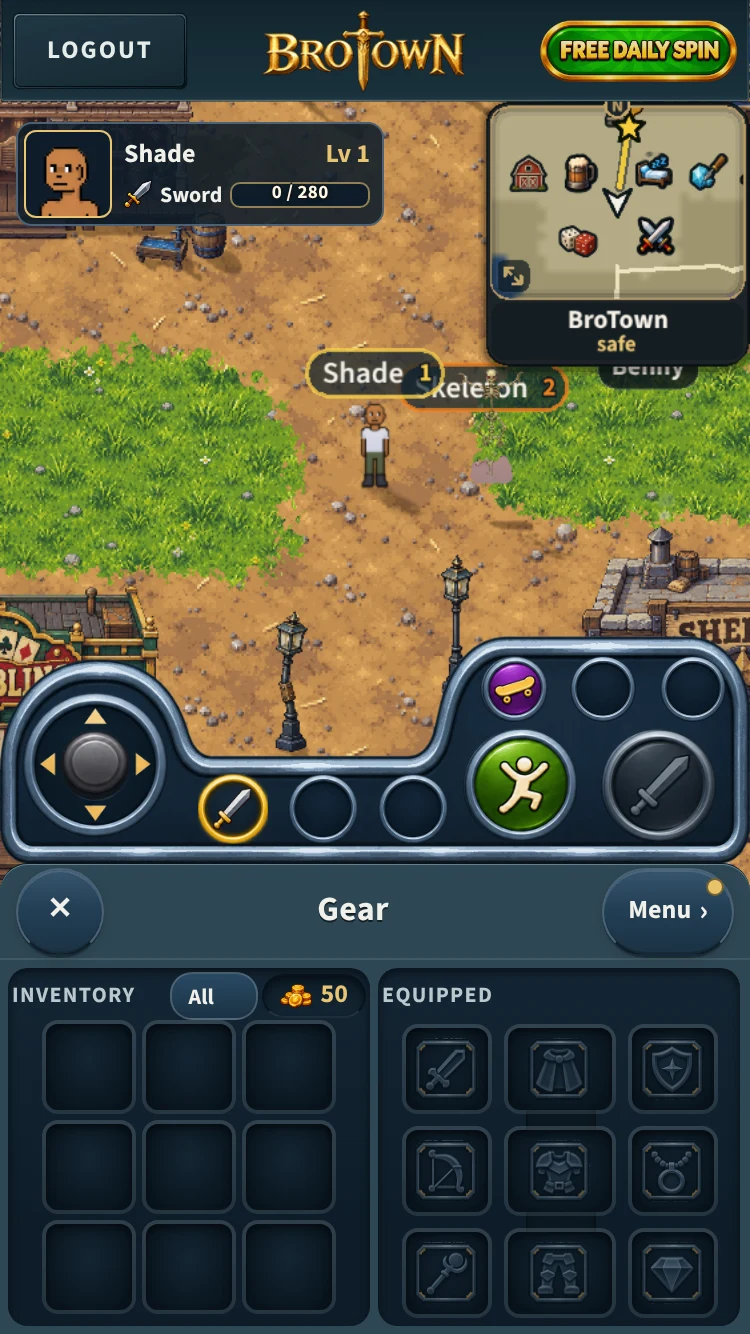 LOGOUT
BROTOWN
FREE DAILY SPIN
N
Shade
Lv 1
Sword
0 / 280
BroTown
safe
Shade 1
Skeleton 2
Benny
Gear
Menu ›
INVENTORY
All
50
EQUIPPED